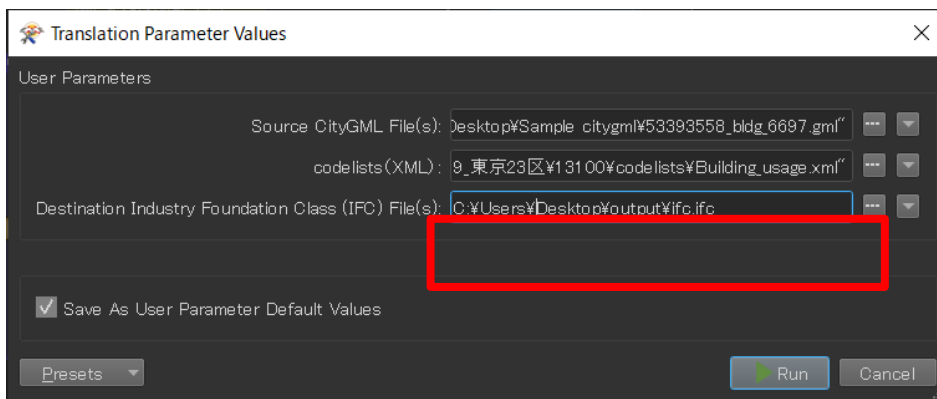 Translation Parameter Values
User Parameters
Source CityGML File(s): Desktop¥Sample citygml¥53393558_bldg_6697.gml"
codelists(XML): 9_東京23区¥13100¥codelists¥Building_usage.xml"
Destination Industry Foundation Class (IFC) File(s): C:¥Users¥Desktop¥output¥ifc.ifc
Save As User Parameter Default Values
Presets
Run Cancel